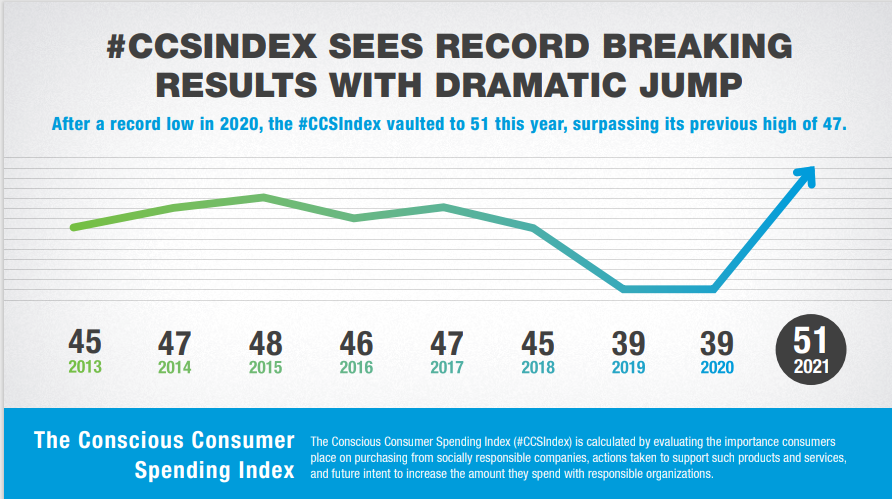 #CCSINDEX SEES RECORD BREAKING
RESULTS WITH DRAMATIC JUMP
After a record low in 2020, the #CCSIndex vaulted to 51 this year, surpassing its previous high of 47.
45 47 48 46 47 45 39 39 51
2013 2014 2015 2016 2017 2018 2019 2020 2021
The Conscious Consumer
Spending Index
The Conscious Consumer Spending Index (#CCSIndex) is calculated by evaluating the importance consumers
place on purchasing from socially responsible companies, actions taken to support such products and services,
and future intent to increase the amount they spend with responsible organizations.